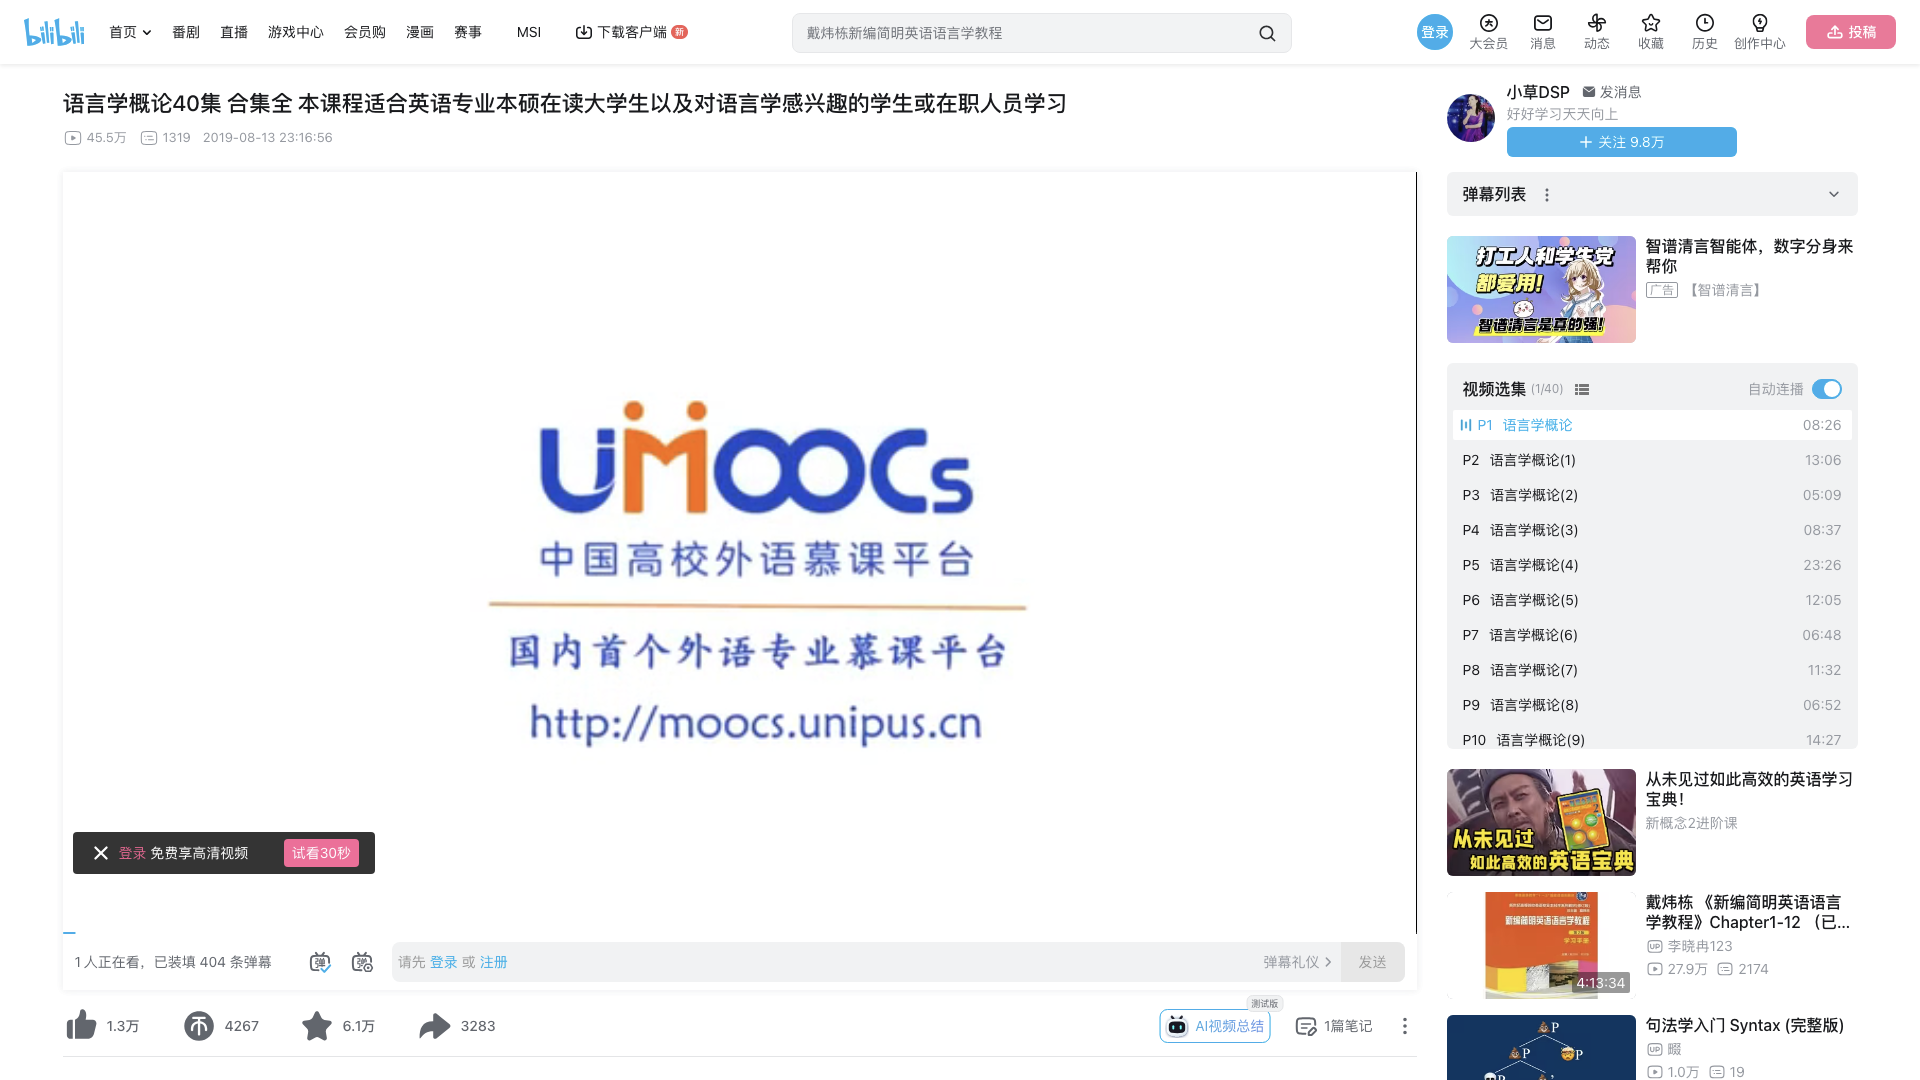 bilibili
首页
番剧
直播
游戏中心
会员购
漫画
赛事
MSI
下载客户端
新
戴炜栋新编简明英语语言学教程
登录
大会员
消息
动态
收藏
历史
创作中心
投稿
语言学概论40集 合集全 本课程适合英语专业本硕在读大学生以及对语言学感兴趣的学生或在职人员学习
45.5万 1319 2019-08-13 23:16:56
UMOOCs
中国高校外语慕课平台
国内首个外语专业慕课平台
http://moocs.unipus.cn
登录 免费享高清视频 试看30秒
1 人正在看，已装填 404 条弹幕
弹
弹
请先 登录 或 注册
弹幕礼仪
发送
1.3万
4267
6.1万
3283
测试版
AI视频总结
1篇笔记
小草DSP 发消息
好好学习天天向上
关注 9.8万
弹幕列表
打工人和学生党
都爱用!
智谱清言是真的强!
智谱清言智能体，数字分身来
帮你
广告 【智谱清言】
视频选集 (1/40) 自动连播
P1 语言学概论 08:26
P2 语言学概论(1) 13:06
P3 语言学概论(2) 05:09
P4 语言学概论(3) 08:37
P5 语言学概论(4) 23:26
P6 语言学概论(5) 12:05
P7 语言学概论(6) 06:48
P8 语言学概论(7) 11:32
P9 语言学概论(8) 06:52
P10 语言学概论(9) 14:27
从未见过
如此高效的英语宝典
从未见过如此高效的英语学习
宝典！
新概念2进阶课
新编简明英语语言学教程
学习手册
4:13:34
戴炜栋 《新编简明英语语言
学教程》Chapter1-12 （已...
UP 李晓冉123
27.9万 2174
P
P
P
句法学入门 Syntax (完整版)
UP 畷
1.0万 19